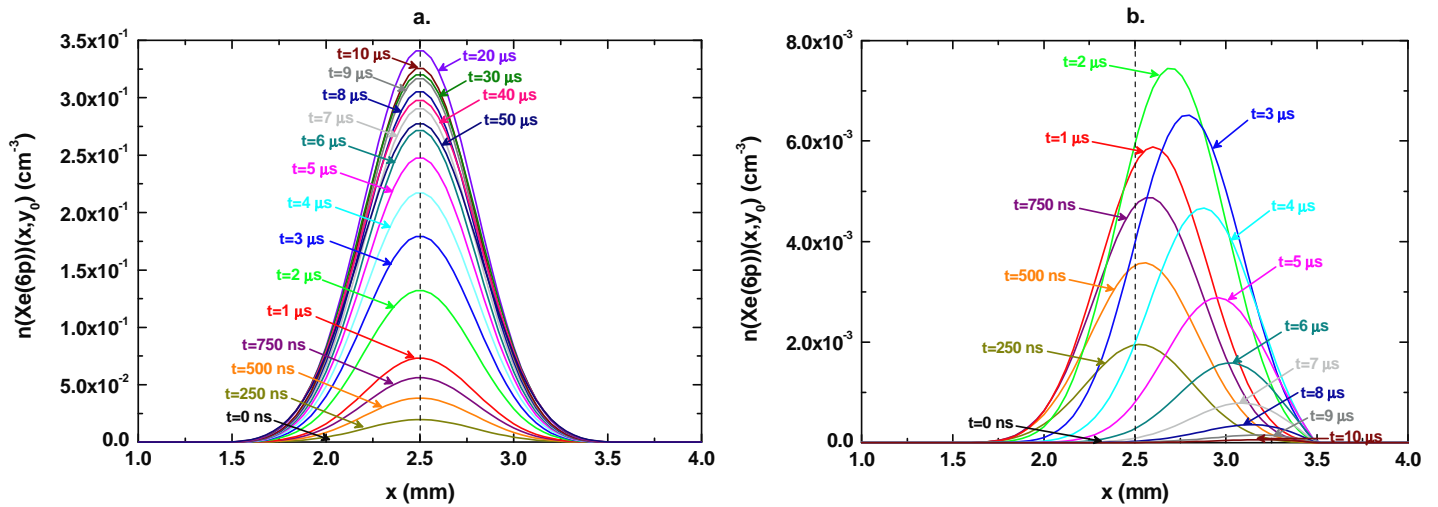 a.
n(Xe(6p))(x,y₀) (cm⁻³)
3.5x10⁻¹
3.0x10⁻¹
2.5x10⁻¹
2.0x10⁻¹
1.5x10⁻¹
1.0x10⁻¹
5.0x10⁻²
0.0
t=10 µs
t=9 µs
t=8 µs
t=7 µs
t=6 µs
t=5 µs
t=4 µs
t=3 µs
t=2 µs
t=1 µs
t=750 ns
t=500 ns
t=250 ns
t=0 ns
t=20 µs
t=30 µs
t=40 µs
t=50 µs
1.0 1.5 2.0 2.5 3.0 3.5 4.0
x (mm)
b.
n(Xe(6p))(x,y₀) (cm⁻³)
8.0x10⁻³
6.0x10⁻³
4.0x10⁻³
2.0x10⁻³
0.0
t=2 µs
t=1 µs
t=750 ns
t=500 ns
t=250 ns
t=0 ns
t=3 µs
t=4 µs
t=5 µs
t=6 µs
t=7 µs
t=8 µs
t=9 µs
t=10 µs
1.0 1.5 2.0 2.5 3.0 3.5 4.0
x (mm)